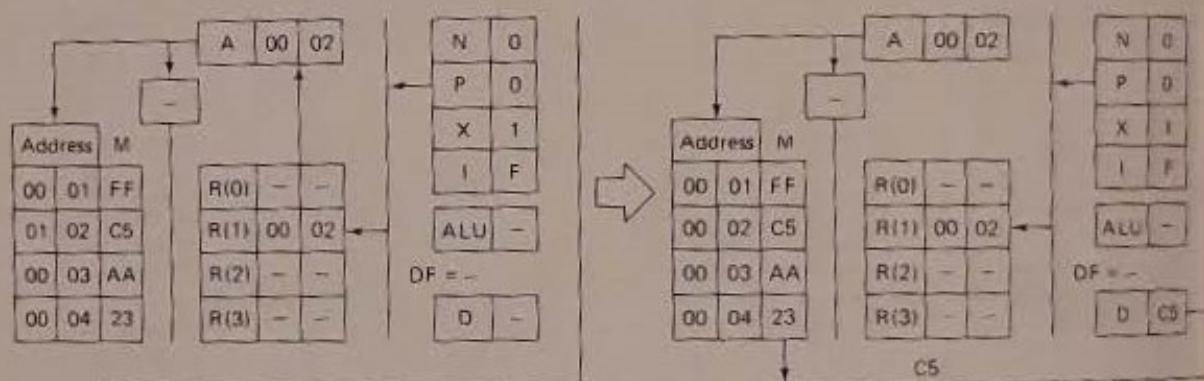 A 00 02
N 0
P 0
X 1
I F
–
Address M
00 01 FF
01 02 C5
00 03 AA
00 04 23
R(0) – –
R(1) 00 02
R(2) – –
R(3) – –
ALU –
DF = –
D –
A 00 02
N 0
P 0
X 1
I F
–
Address M
00 01 FF
00 02 C5
00 03 AA
00 04 23
R(0) – –
R(1) 00 02
R(2) – –
R(3) – –
ALU –
DF = –
D C5
C5